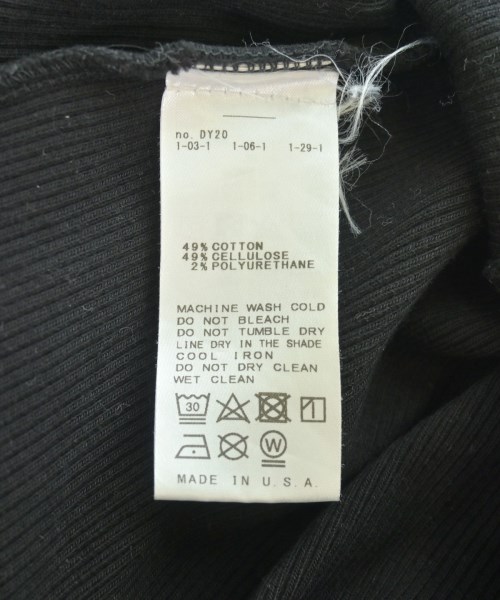 no. DY20
1-03-1 1-06-1 1-29-1
49% COTTON
49% CELLULOSE
2% POLYURETHANE
MACHINE WASH COLD
DO NOT BLEACH
DO NOT TUMBLE DRY
LINE DRY IN THE SHADE
COOL IRON
DO NOT DRY CLEAN
WET CLEAN
30
W
MADE IN U.S.A.